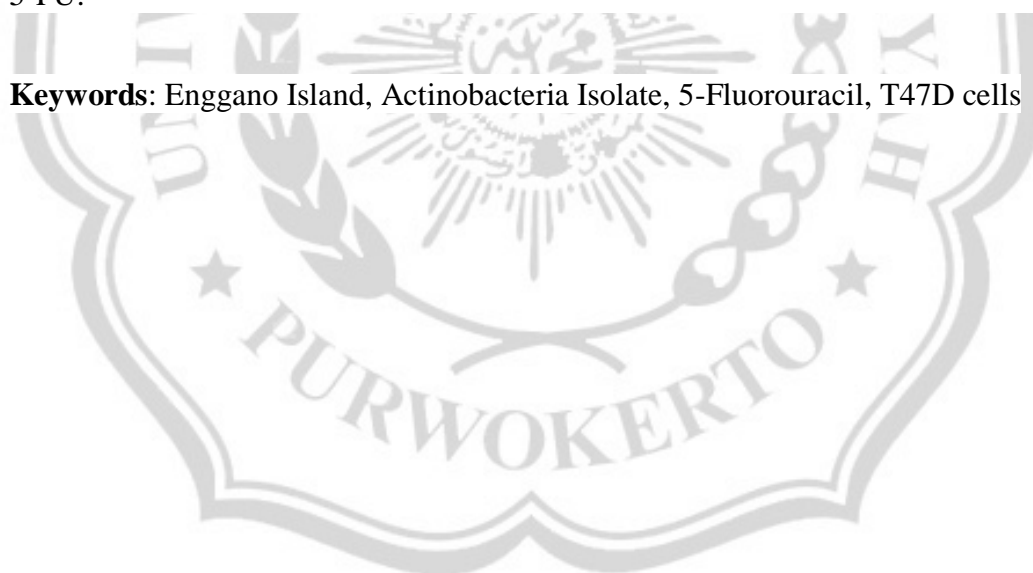 Keywords: Enggano Island, Actinobacteria Isolate, 5-Fluorouracil, T47D cells
PURWOKERTO